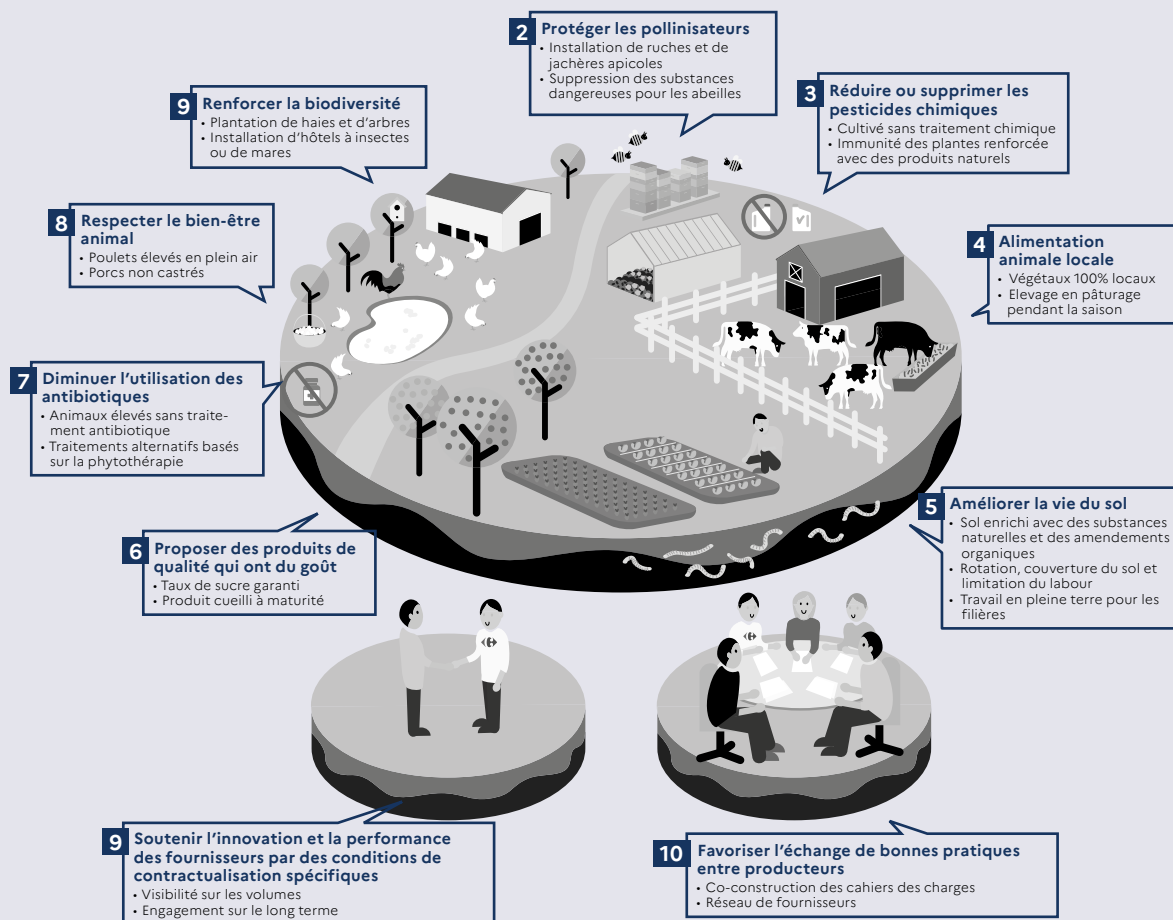 2 Protéger les pollinisateurs
• Installation de ruches et de
jachères apicoles
• Suppression des substances
dangereuses pour les abeilles
3 Réduire ou supprimer les
pesticides chimiques
• Cultivé sans traitement chimique
• Immunité des plantes renforcée
avec des produits naturels
9 Renforcer la biodiversité
• Plantation de haies et d'arbres
• Installation d'hôtels à insectes
ou de mares
8 Respecter le bien-être
animal
• Poulets élevés en plein air
• Porcs non castrés
4 Alimentation
animale locale
• Végétaux 100% locaux
• Elevage en pâturage
pendant la saison
7 Diminuer l'utilisation des
antibiotiques
• Animaux élevés sans traite-
ment antibiotique
• Traitements alternatifs basés
sur la phytothérapie
5 Améliorer la vie du sol
• Sol enrichi avec des substances
naturelles et des amendements
organiques
• Rotation, couverture du sol et
limitation du labour
• Travail en pleine terre pour les
filières
6 Proposer des produits de
qualité qui ont du goût
• Taux de sucre garanti
• Produit cueilli à maturité
9 Soutenir l'innovation et la performance
des fournisseurs par des conditions de
contractualisation spécifiques
• Visibilité sur les volumes
• Engagement sur le long terme
10 Favoriser l'échange de bonnes pratiques
entre producteurs
• Co-construction des cahiers des charges
• Réseau de fournisseurs